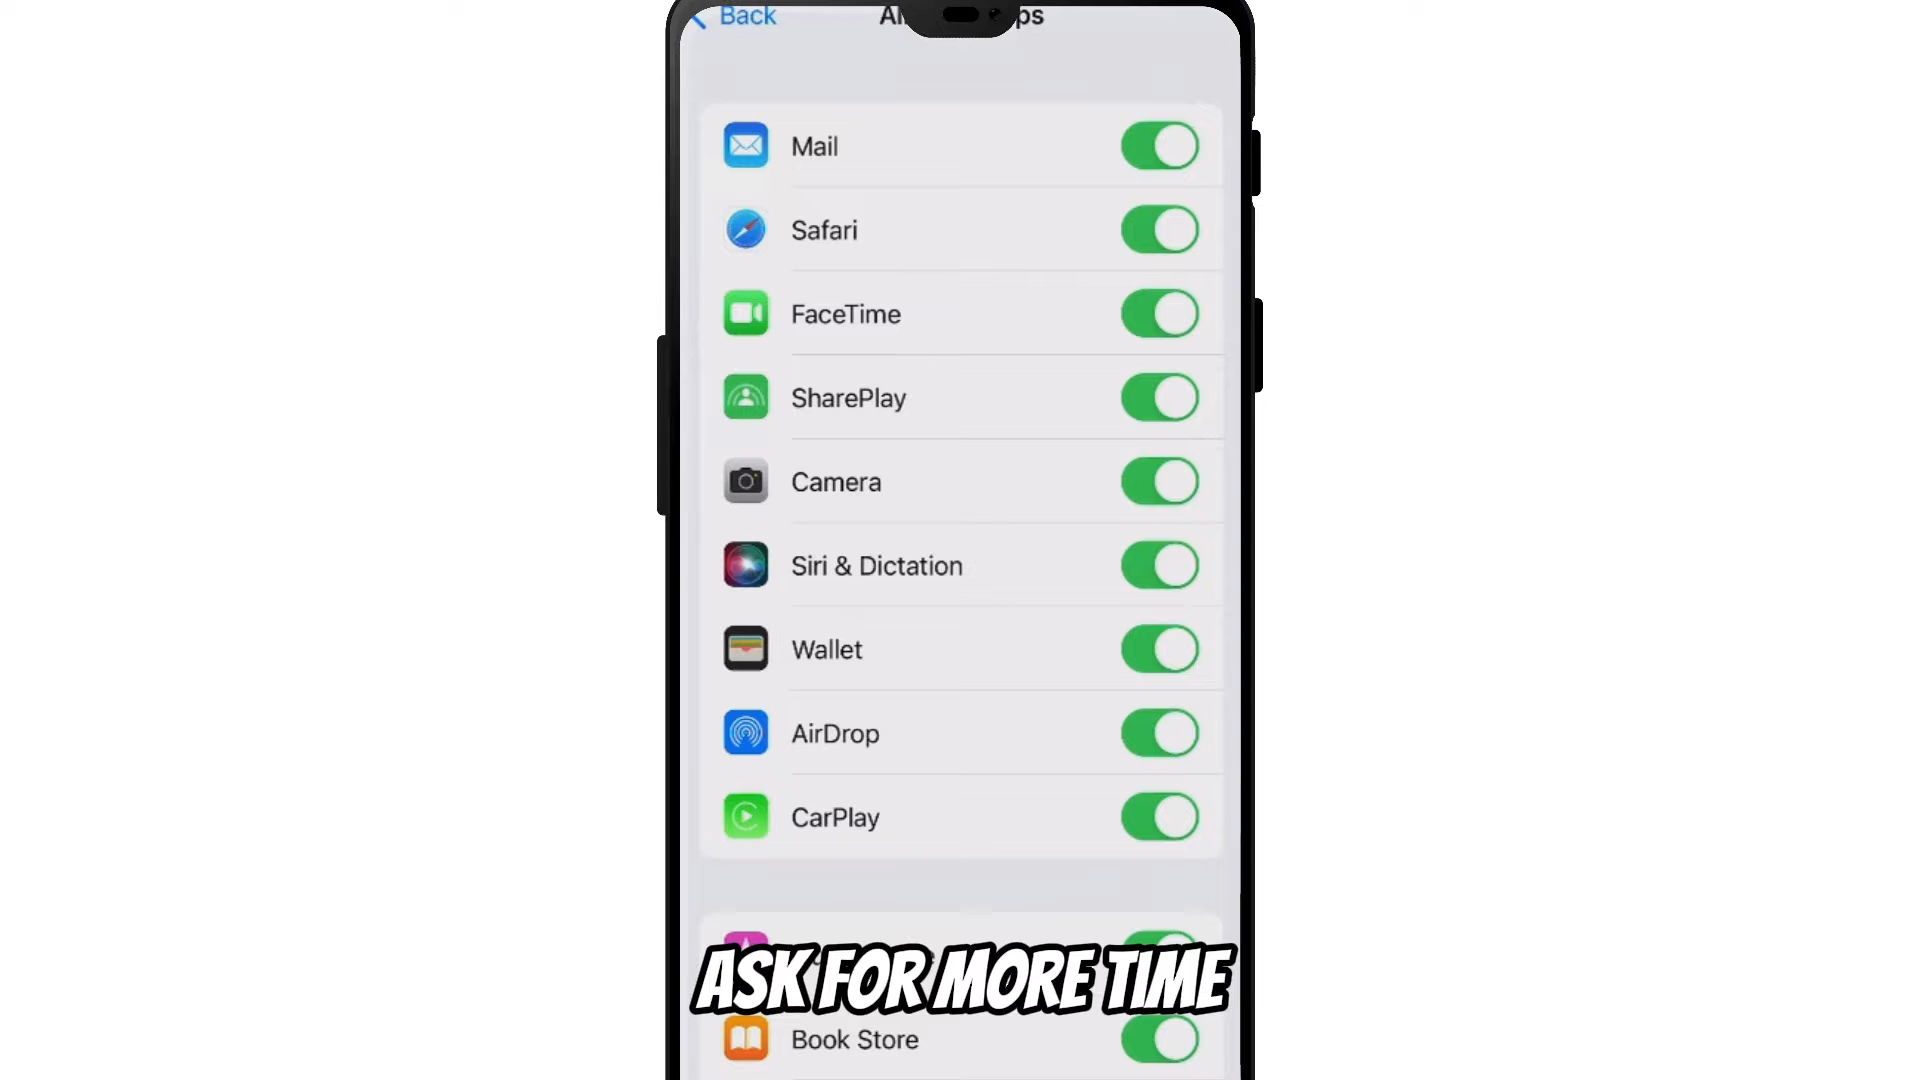 Back
Mail
Safari
FaceTime
SharePlay
Camera
Siri & Dictation
Wallet
AirDrop
CarPlay
ASK FOR MORE TIME
Book Store